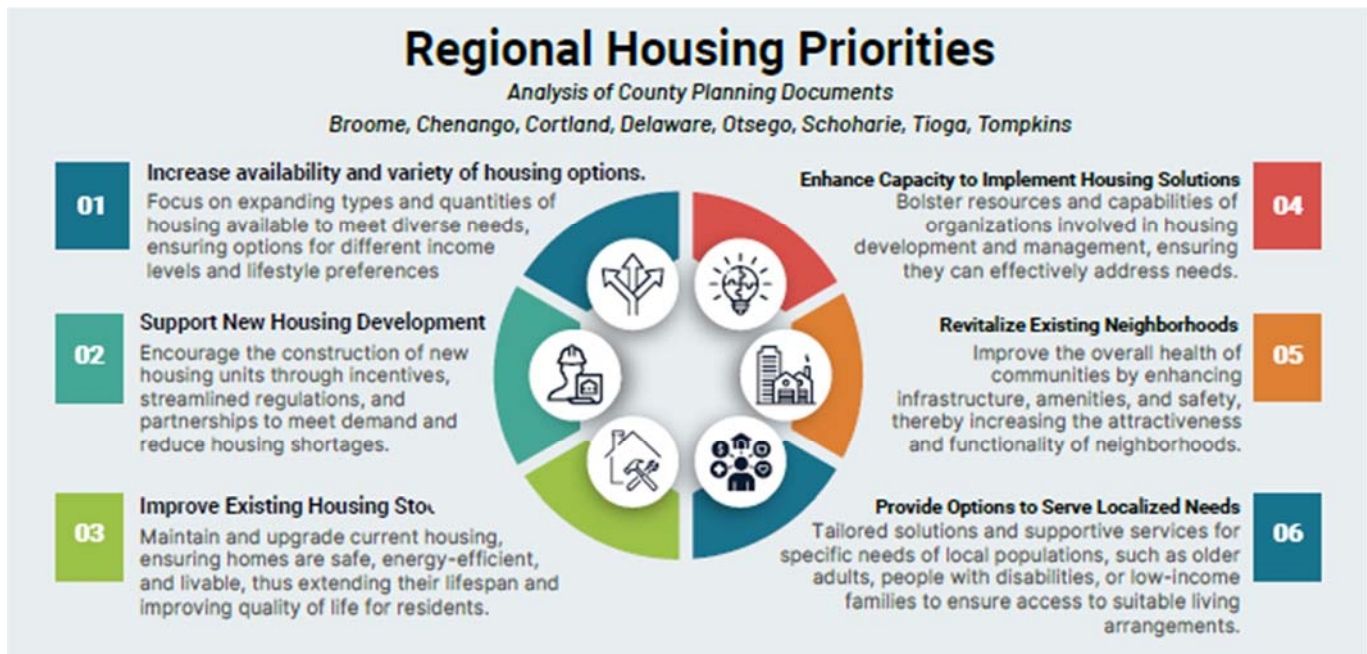 Regional Housing Priorities
Analysis of County Planning Documents
Broome, Chenango, Cortland, Delaware, Otsego, Schoharie, Tioga, Tompkins
01
Increase availability and variety of housing options.
Focus on expanding types and quantities of
housing available to meet diverse needs,
ensuring options for different income
levels and lifestyle preferences
02
Support New Housing Development
Encourage the construction of new
housing units through incentives,
streamlined regulations, and
partnerships to meet demand and
reduce housing shortages.
03
Improve Existing Housing
Maintain and upgrade current housing,
ensuring homes are safe, energy-efficient,
and livable, thus extending their lifespan and
improving quality of life for residents.
Enhance Capacity to Implement Housing Solutions
04
Bolster resources and capabilities of
organizations involved in housing
development and management, ensuring
they can effectively address needs.
Revitalize Existing Neighborhoods
05
Improve the overall health of
communities by enhancing
infrastructure, amenities, and safety,
thereby increasing the attractiveness
and functionality of neighborhoods.
Provide Options to Serve Localized Needs
06
Tailored solutions and supportive services for
specific needs of local populations, such as older
adults, people with disabilities, or low-income
families to ensure access to suitable living
arrangements.